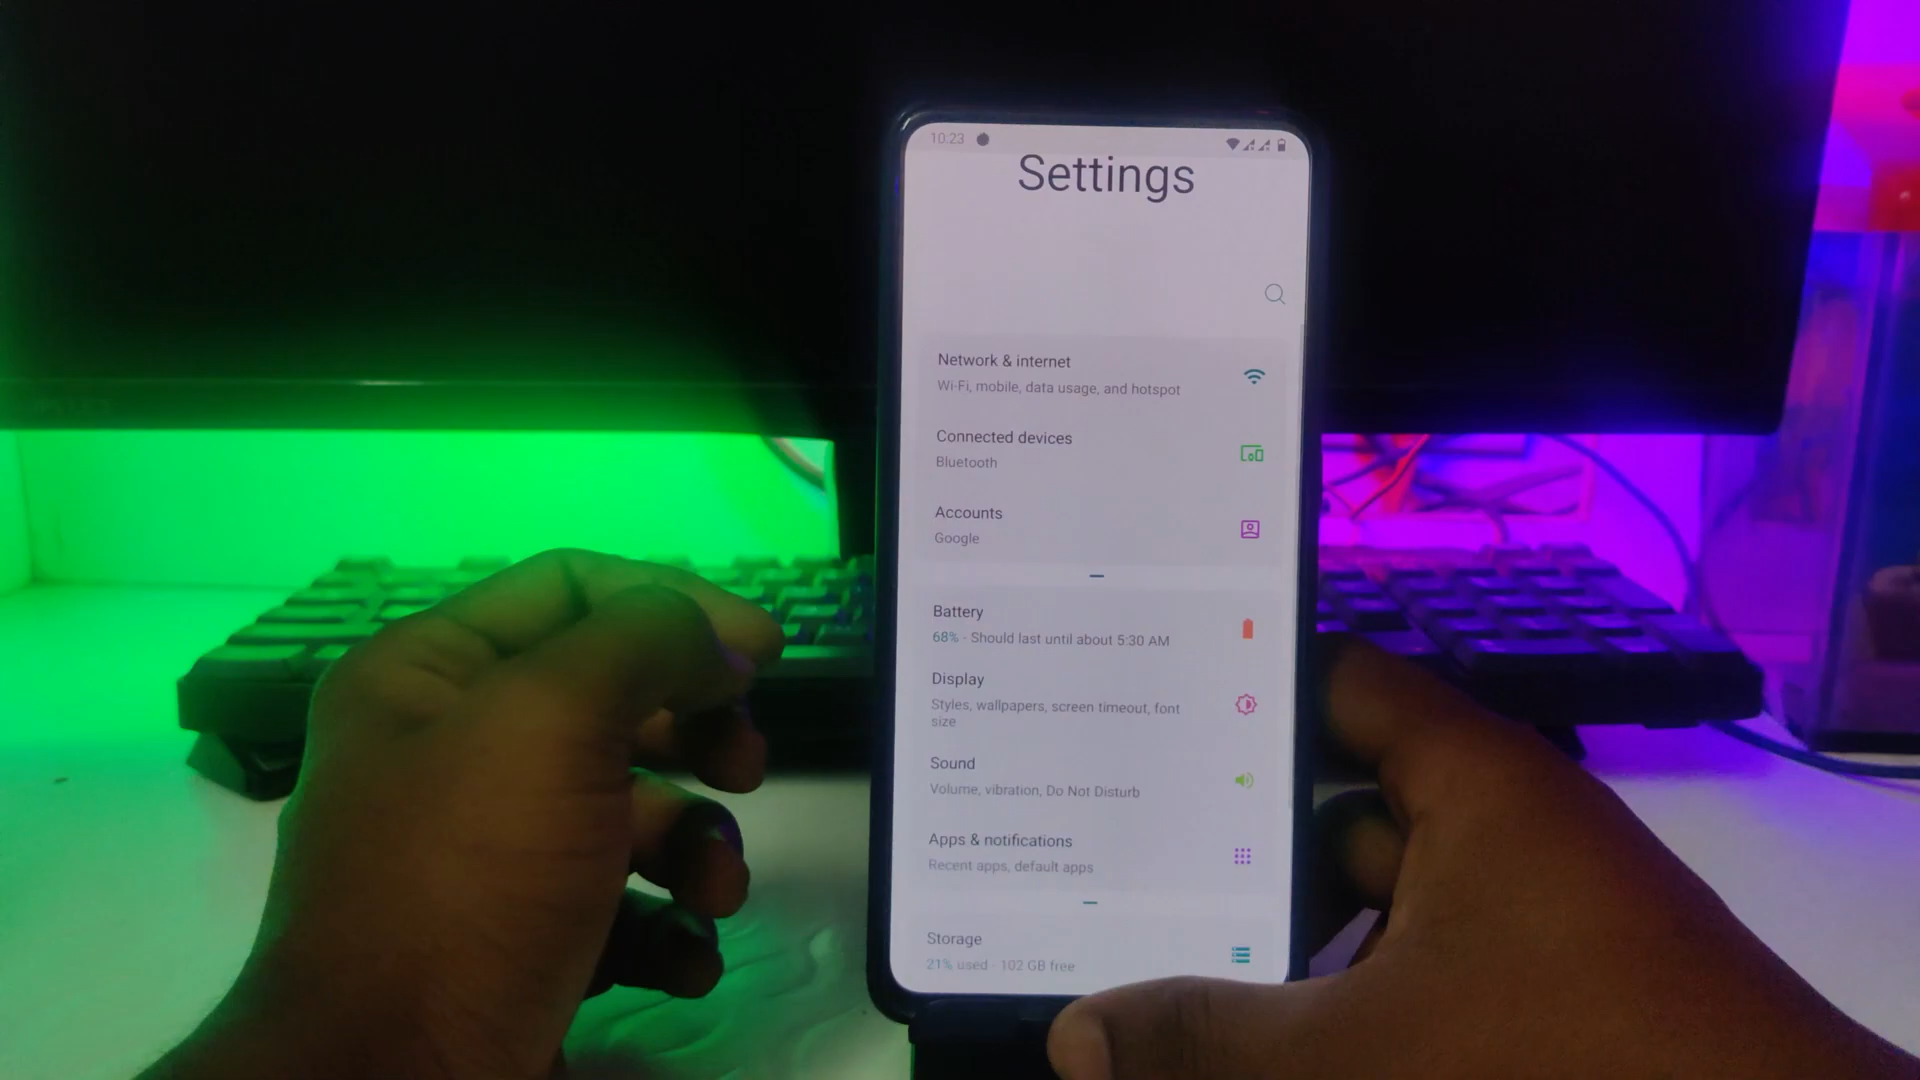 10.23
Settings
Network & internet
Wi-Fi, mobile, data usage, and hotspot
Connected devices
Bluetooth
Accounts
Google
Battery
68% - Should last until about 5:30 AM
Display
Styles, wallpapers, screen timeout, font
size
Sound
Volume, vibration, Do Not Disturb
Apps & notifications
Recent apps, default apps
Storage
21% used - 102 GB free